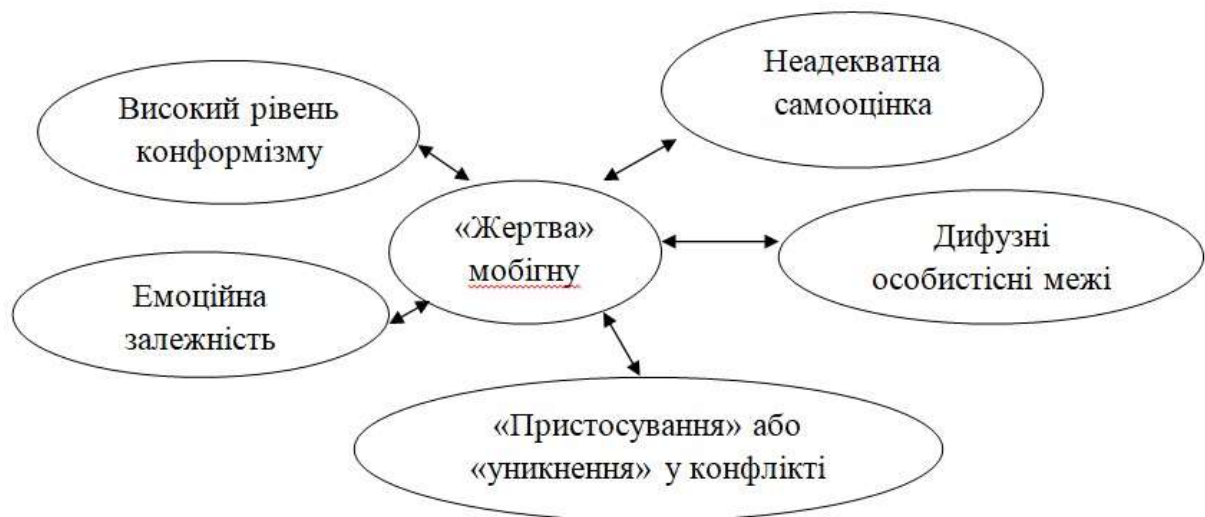 Високий рівень
конформізму
Неадекватна
самооцінка
«Жертва»
мобігну
Дифузні
особистісні межі
Емоційна
залежність
«Пристосування» або
«уникнення» у конфлікті